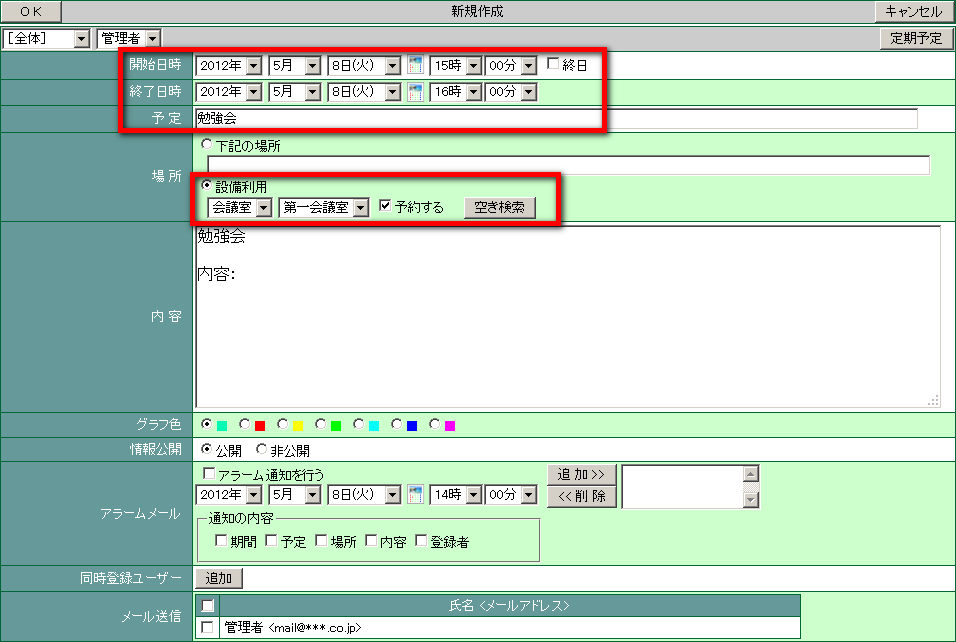 ＯＫ 新規作成 キャンセル
[全体] 管理者 定期予定
開始日時 2012年 5月 8日(火) 15時 00分 終日
終了日時 2012年 5月 8日(火) 16時 00分
予 定 勉強会
下記の場所
場 所
設備利用
会議室 第一会議室 予約する 空き検索
勉強会
内容:
内 容
グラフ色
情報公開 公開 非公開
アラーム通知を行う 追 加 >>
2012年 5月 8日(火) 14時 00分 << 削 除
アラームメール
通知の内容
期間 予定 場所 内容 登録者
同時登録ユーザー 追加
メール送信 氏名 <メールアドレス>
管理者 <mail@***.co.jp>